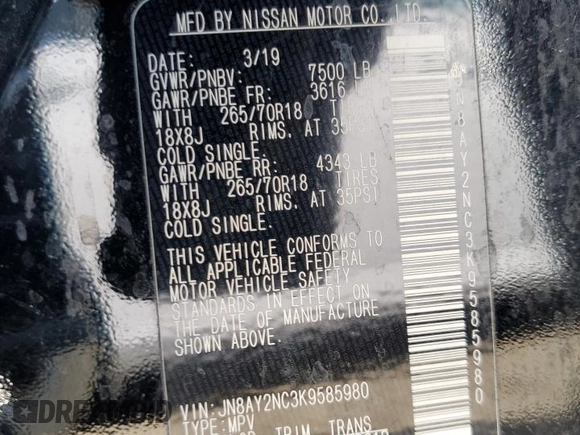 MFD BY NISSAN MOTOR CO., LTD.
DATE: 3/19
GVWR/PNBV: 7500 LB
GAWR/PNBE FR: 3616
WITH 265/70R18
18X8J RIMS. AT 35PSI
COLD SINGLE.
GAWR/PNBE RR: 4343 LB
WITH 265/70R18 TIRES
18X8J RIMS. AT 35PSI
COLD SINGLE.
THIS VEHICLE CONFORMS TO
ALL APPLICABLE FEDERAL
MOTOR VEHICLE SAFETY
STANDARDS IN EFFECT ON
THE DATE OF MANUFACTURE
SHOWN ABOVE.
VIN: JN8AY2NC3K9585980
TYPE: MPV
TRIM TRANS
JN8AY2NC3K9585980